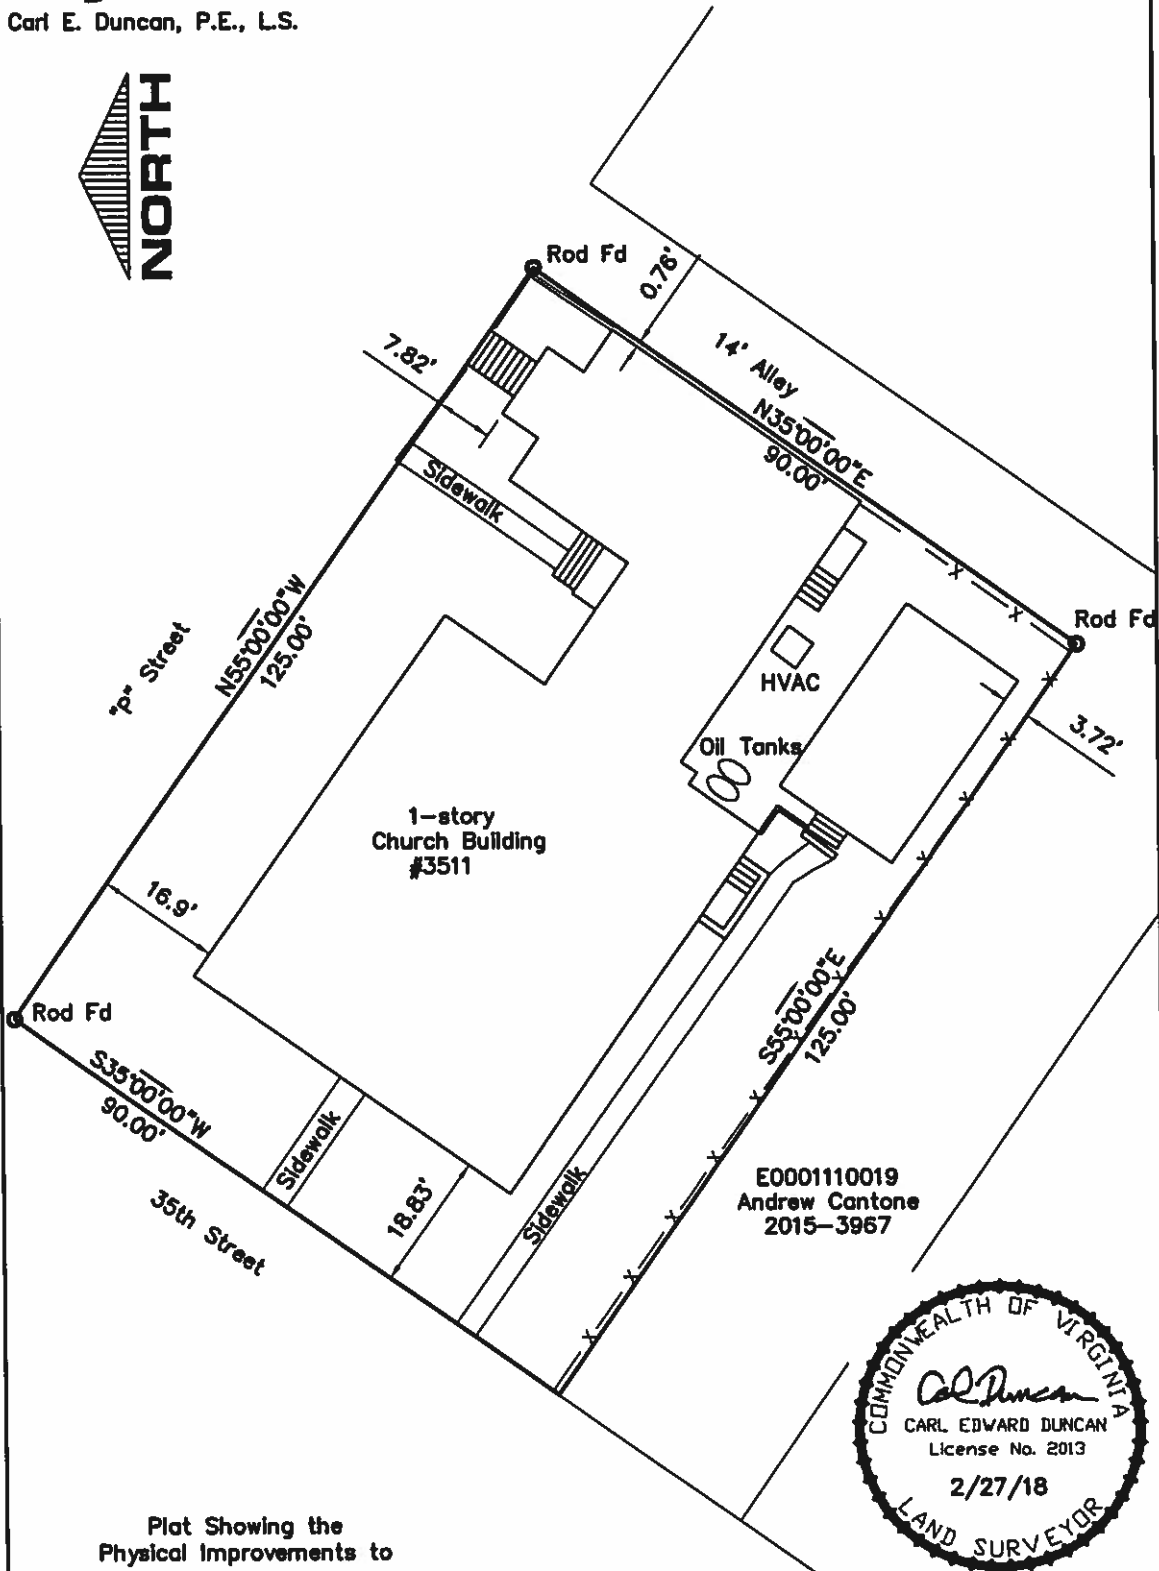 Carl E. Duncan, P.E., L.S.
NORTH
Rod Fd
0.76'
7.82'
14' Alley
N35°00'00"E
90.00'
Sidewalk
Rod Fd
N55°00'00"W
125.00'
"P" Street
HVAC
Oil Tanks
3.72'
1-story
Church Building
#3511
16.9'
Rod Fd
S55°00'00"E
125.00'
S35°00'00"W
90.00'
Sidewalk
35th Street
18.83'
Sidewalk
E0001110019
Andrew Cantone
2015-3967
COMMONWEALTH OF VIRGINIA
Carl Duncan
CARL EDWARD DUNCAN
License No. 2013
2/27/18
LAND SURVEYOR
Plat Showing the
Physical Improvements to